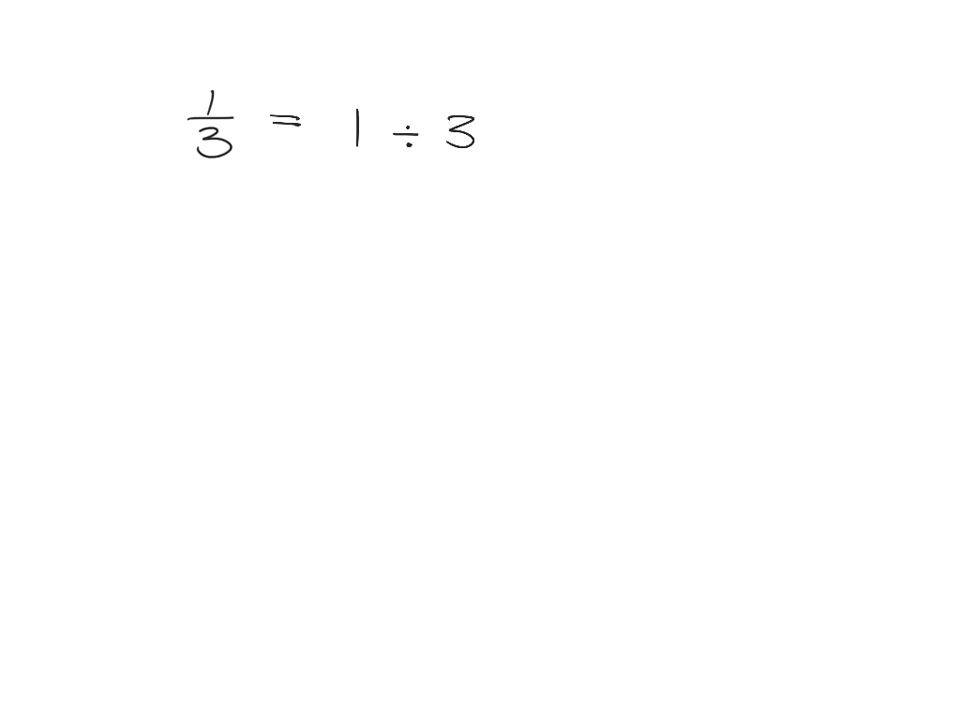 1/3 = 1 ÷ 3